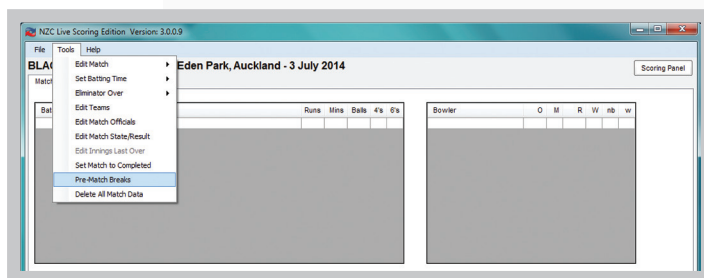 NZC Live Scoring Edition Version: 3.0.0.9
File Tools Help
Eden Park, Auckland - 3 July 2014
Scoring Panel
Edit Match
Set Batting Time
Eliminator Over
Edit Teams
Edit Match Officials
Edit Match State/Result
Edit Innings Last Over
Set Match to Completed
Pre-Match Breaks
Delete All Match Data
Runs Mins Balls 4's 6's
Bowler O M R W nb w